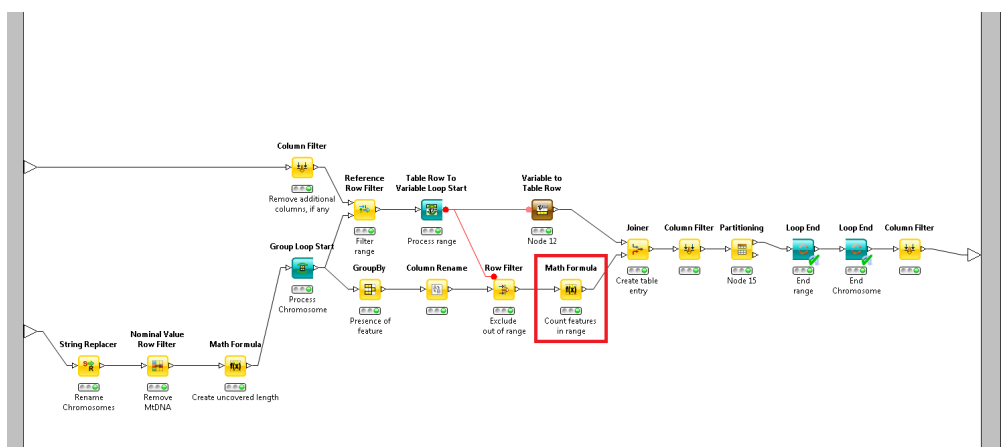 Column Filter
Remove additional
columns, if any
Reference
Row Filter
Filter
range
Table Row To
Variable Loop Start
Process range
Variable to
Table Row
Node 12
Joiner
Create table
entry
Column Filter
Partitioning
Node 15
Loop End
End
range
Loop End
End
Chromosome
Column Filter
Group Loop Start
Process
Chromosome
GroupBy
Presence of
feature
Column Rename
Row Filter
Exclude
out of range
Math Formula
f(x)
Count features
in range
String Replacer
S
R
Rename
Chromosomes
Nominal Value
Row Filter
Remove
MtDNA
Math Formula
f(x)
Create uncovered length